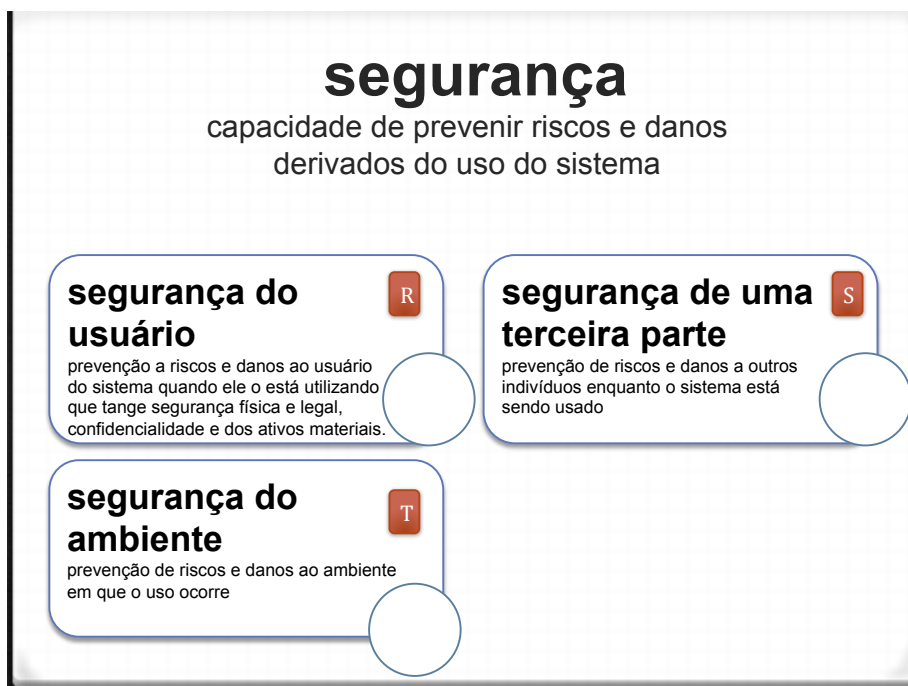 segurança
capacidade de prevenir riscos e danos
derivados do uso do sistema
segurança do
usuário
R
prevenção a riscos e danos ao usuário
do sistema quando ele o está utilizando
que tange segurança física e legal,
confidencialidade e dos ativos materiais.
segurança de uma
terceira parte
S
prevenção de riscos e danos a outros
indivíduos enquanto o sistema está
sendo usado
segurança do
ambiente
T
prevenção de riscos e danos ao ambiente
em que o uso ocorre